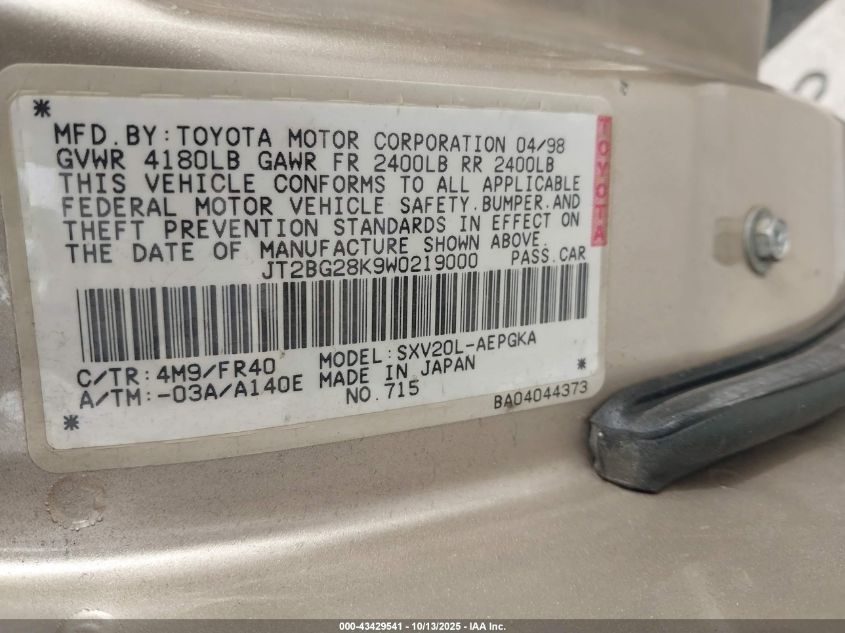 MFD.BY:TOYOTA MOTOR CORPORATION 04/98
GVWR 4180LB GAWR FR 2400LB RR 2400LB
THIS VEHICLE CONFORMS TO ALL APPLICABLE
FEDERAL MOTOR VEHICLE SAFETY.BUMPER.AND
THEFT PREVENTION STANDARDS IN EFFECT ON
THE DATE OF MANUFACTURE SHOWN ABOVE.
JT2BG28K9W0219000 PASS.CAR
TOYOTA
C/TR:4M9/FR40 MODEL:SXV20L-AEPGKA
A/TM:-03A/A140E MADE IN JAPAN
NO.715 BA04044373
000-43429541 - 10/13/2025 - IAA Inc.